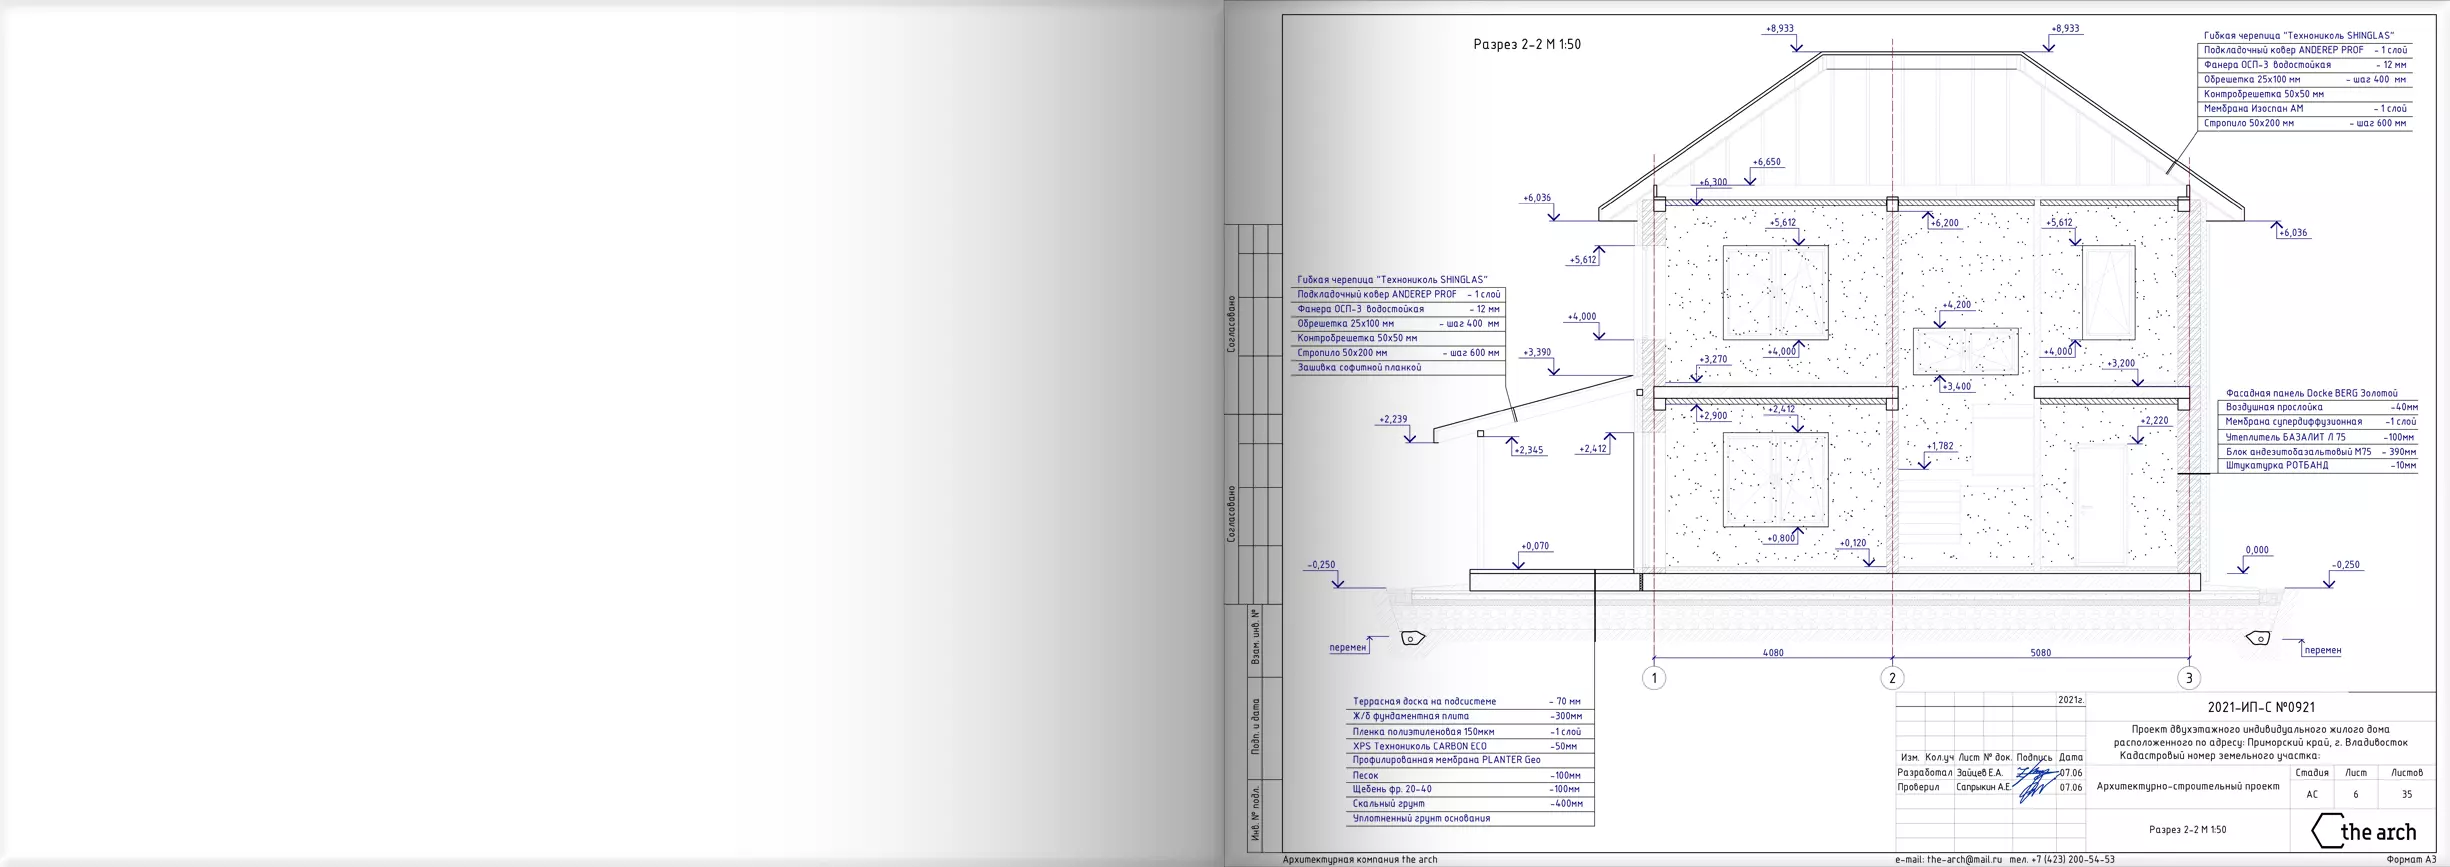 Разрез 2-2 М 1:50
+8,933
+8,933
Гибкая черепица "Технониколь SHINGLAS"
Подкладочный ковер ANDEREP PROF - 1 слой
Фанера ОСП-3 водостойкая - 12 мм
Обрешетка 25х100 мм - шаг 400 мм
Контробрешетка 50х50 мм
Мембрана Изоспан АМ - 1 слой
Стропило 50х200 мм - шаг 600 мм
+6,650
+6,300
+6,036
+5,612
+6,200
+5,612
+6,036
+5,612
Гибкая черепица "Технониколь SHINGLAS"
Подкладочный ковер ANDEREP PROF - 1 слой
Фанера ОСП-3 водостойкая - 12 мм
Обрешетка 25х100 мм - шаг 400 мм
Контробрешетка 50х50 мм
Стропило 50х200 мм - шаг 600 мм
Зашивка софитной планкой
+4,200
+4,000
+3,390
+4,000
+4,000
+3,270
+3,200
+3,400
Фасадная панель Docke BERG Золотой
Воздушная прослойка -40мм
Мембрана супердиффузионная -1 слой
Утеплитель БАЗАЛИТ Л 75 -100мм
Блок андезитобазальтовый М75 - 390мм
Штукатурка РОТБАНД -10мм
+2,239
+2,900
+2,412
+2,220
+2,345
+2,412
+1,782
+0,800
+0,070
+0,120
0,000
-0,250
-0,250
перемен
перемен
4080
5080
1
2
3
Террасная доска на подсистеме - 70 мм
Ж/б фундаментная плита -300мм
Пленка полиэтиленовая 150мкм -1 слой
XPS Технониколь CARBON ECO -50мм
Профилированная мембрана PLANTER Geo
Песок -100мм
Щебень фр. 20-40 -100мм
Скальный грунт -400мм
Уплотненный грунт основания
Согласовано
Согласовано
Взам. инв. №
Подп. и дата
Инв. № подл.
2021г.
2021-ИП-С №0921
Проект двухэтажного индивидуального жилого дома
расположенного по адресу: Приморский край, г. Владивосток
Кадастровый номер земельного участка:
Изм. Кол.уч Лист № док. Подпись Дата
Разработал Зайцев Е.А. 07.06
Проверил Сапрыкин А.Е. 07.06
Архитектурно-строительный проект
Стадия Лист Листов
АС 6 35
Разрез 2-2 М 1:50
the arch
Архитектурная компания the arch
e-mail: the-arch@mail.ru тел. +7 (423) 200-54-53
Формат А3